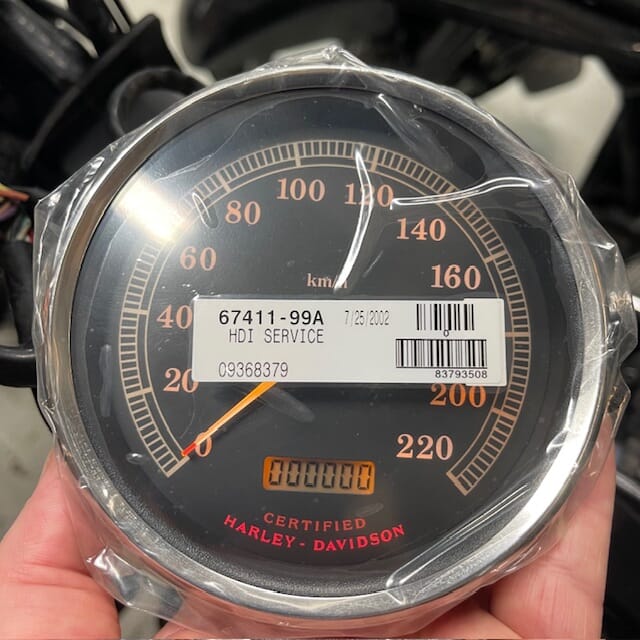 100 120
80 140
60 km/h 160
40
67411-99A 7/25/2002
HDI SERVICE 0
09368379 83793508
20 200
0 220
000000
CERTIFIED
HARLEY-DAVIDSON